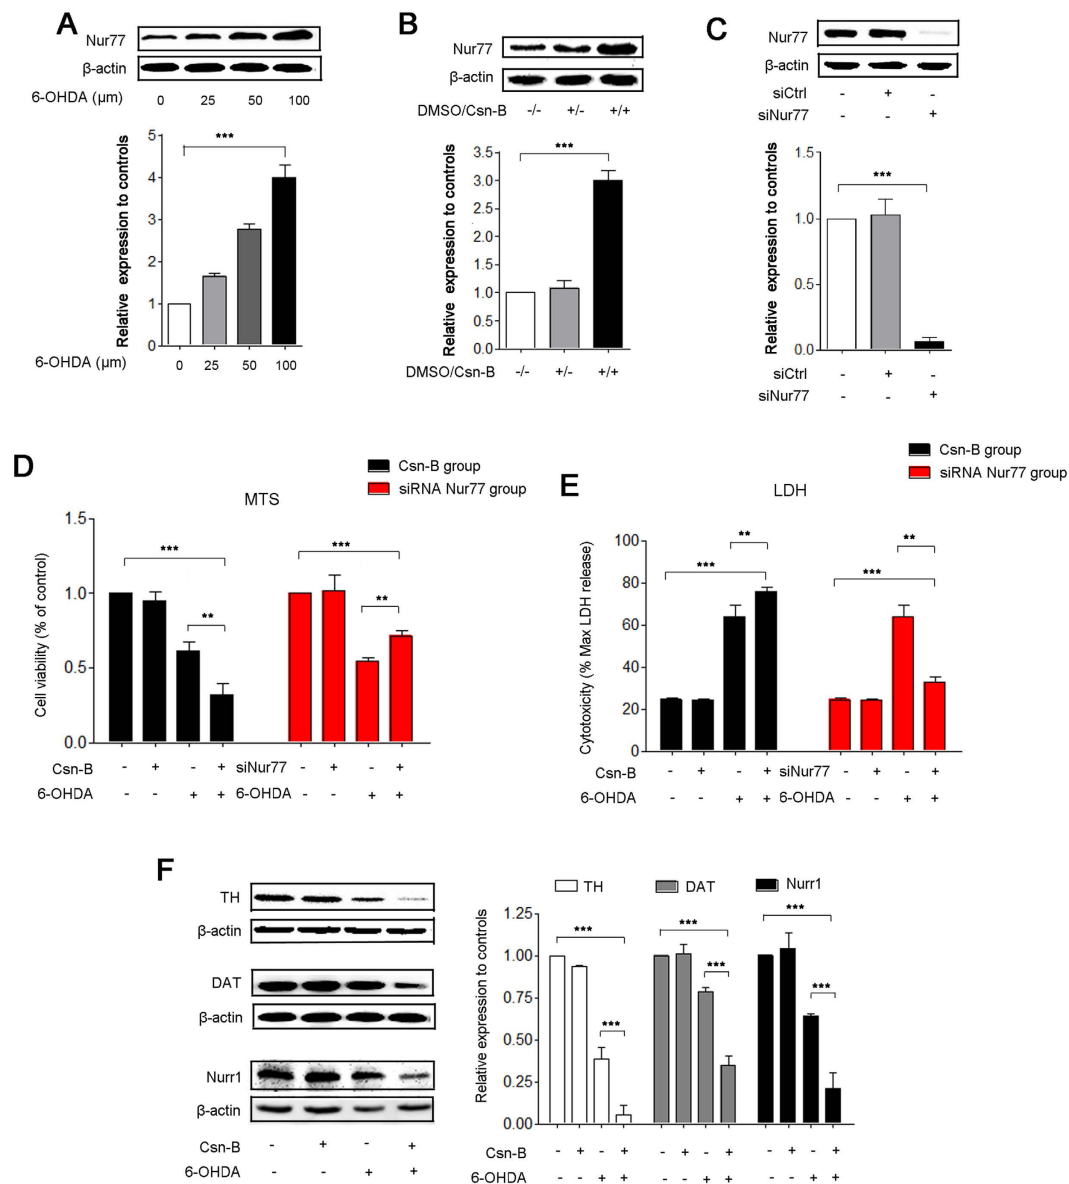 A
Nur77
β-actin
6-OHDA (μm) 0 25 50 100
***
Relative expression to controls
5
4
3
2
1
0
6-OHDA (μm) 0 25 50 100
B
Nur77
β-actin
DMSO/Csn-B -/- +/- +/+
***
Relative expression to controls
3.5
3.0
2.5
2.0
1.5
1.0
0.5
0.0
DMSO/Csn-B -/- +/- +/+
C
Nur77
β-actin
siCtrl - + -
siNur77 - - +
***
Relative expression to controls
1.5
1.0
0.5
0.0
siCtrl - + -
siNur77 - - +
D
Csn-B group
siRNA Nur77 group
MTS
Cell viability (% of control)
1.5
1.0
0.5
0.0
*** ***
** **
Csn-B - + - + siNur77 - + - +
6-OHDA - - + + 6-OHDA - - + +
E
Csn-B group
siRNA Nur77 group
LDH
Cytotoxicity (% Max LDH release)
100
80
60
40
20
0
** **
*** ***
Csn-B - + - + siNur77 - + - +
6-OHDA - - + + 6-OHDA - - + +
F
TH
β-actin
DAT
β-actin
Nurr1
β-actin
Csn-B - + - +
6-OHDA - - + +
TH DAT Nurr1
Relative expression to controls
1.25
1.00
0.75
0.50
0.25
0.00
*** *** ***
*** *** ***
Csn-B - + - + - + - + - + - +
6-OHDA - - + + - - + + - - + +